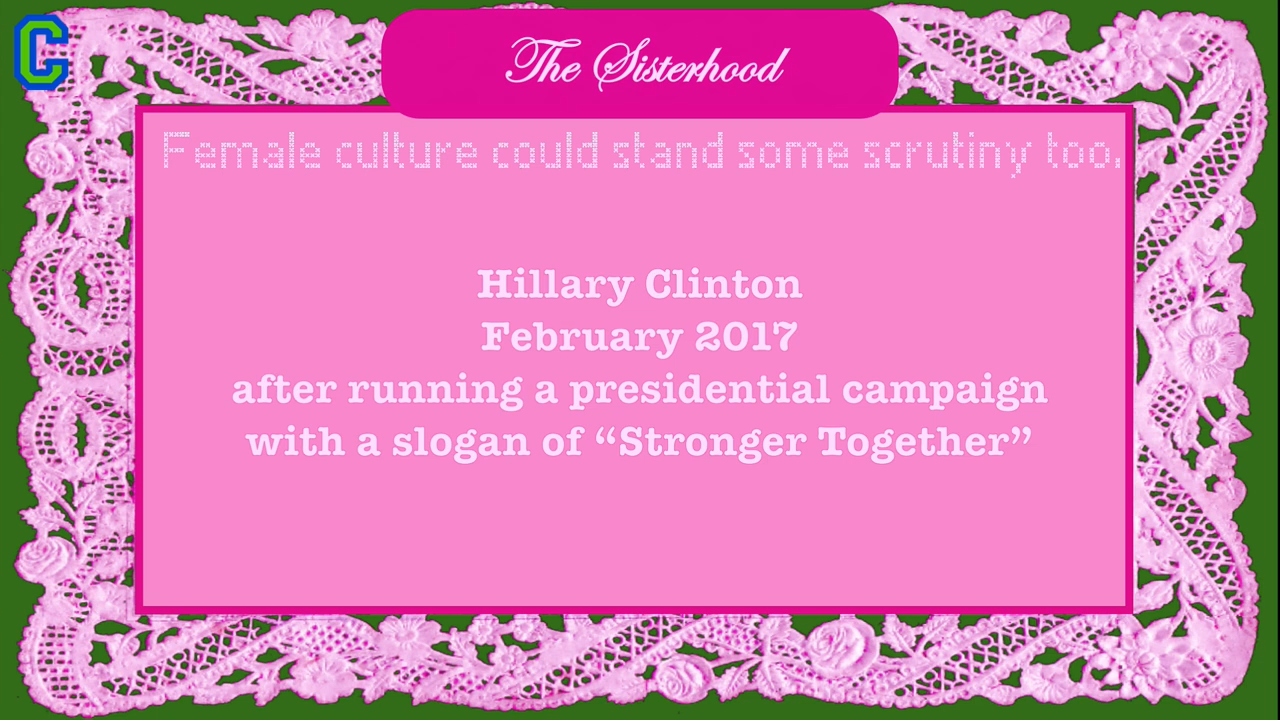 C
The Sisterhood
Female culture could stand some scrutiny too.
Hillary Clinton
February 2017
after running a presidential campaign
with a slogan of “Stronger Together”